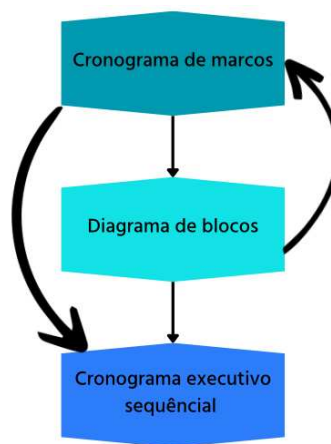 Cronograma de marcos
Diagrama de blocos
Cronograma executivo
sequêncial